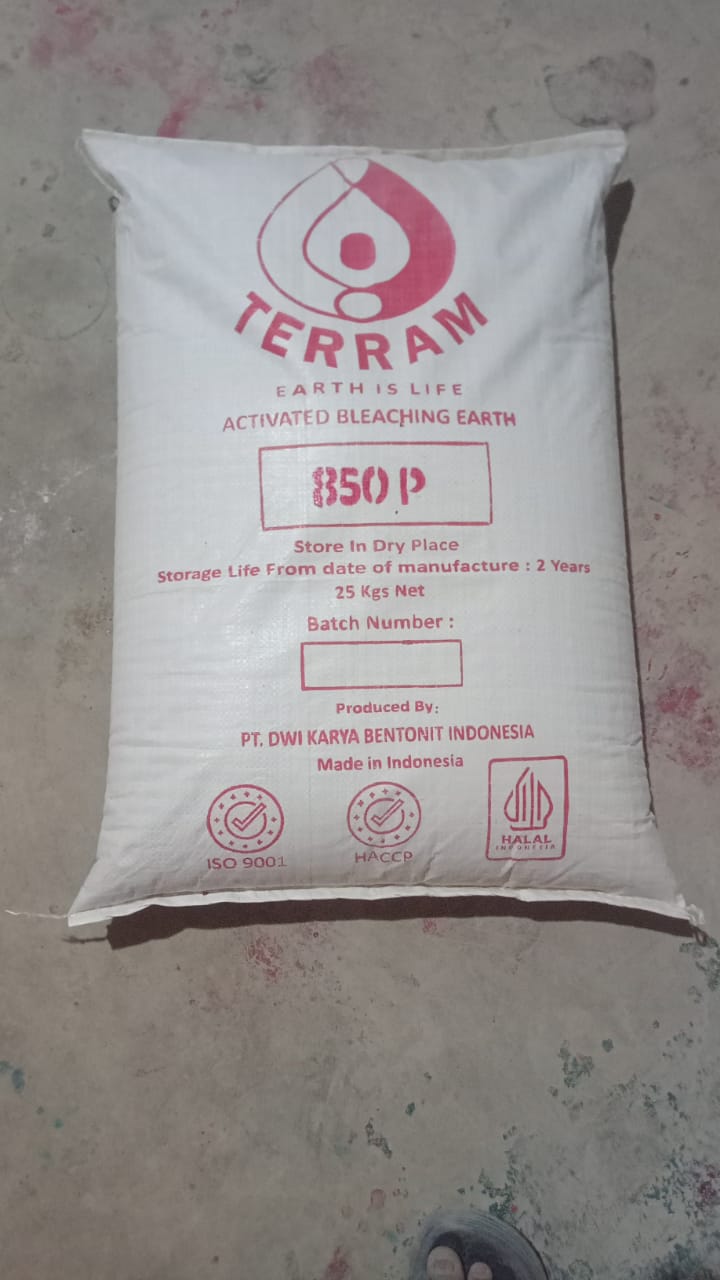 TERRAM
EARTH IS LIFE
ACTIVATED BLEACHING EARTH
850 P
Store In Dry Place
Storage Life From date of manufacture : 2 Years
25 Kgs Net
Batch Number :
Produced By:
PT. DWI KARYA BENTONIT INDONESIA
Made in Indonesia
ISO 9001
HACCP
HALAL
INDONESIA